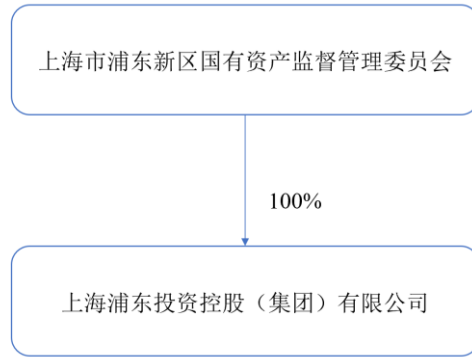 上海市浦东新区国有资产监督管理委员会
100%
上海浦东投资控股（集团）有限公司